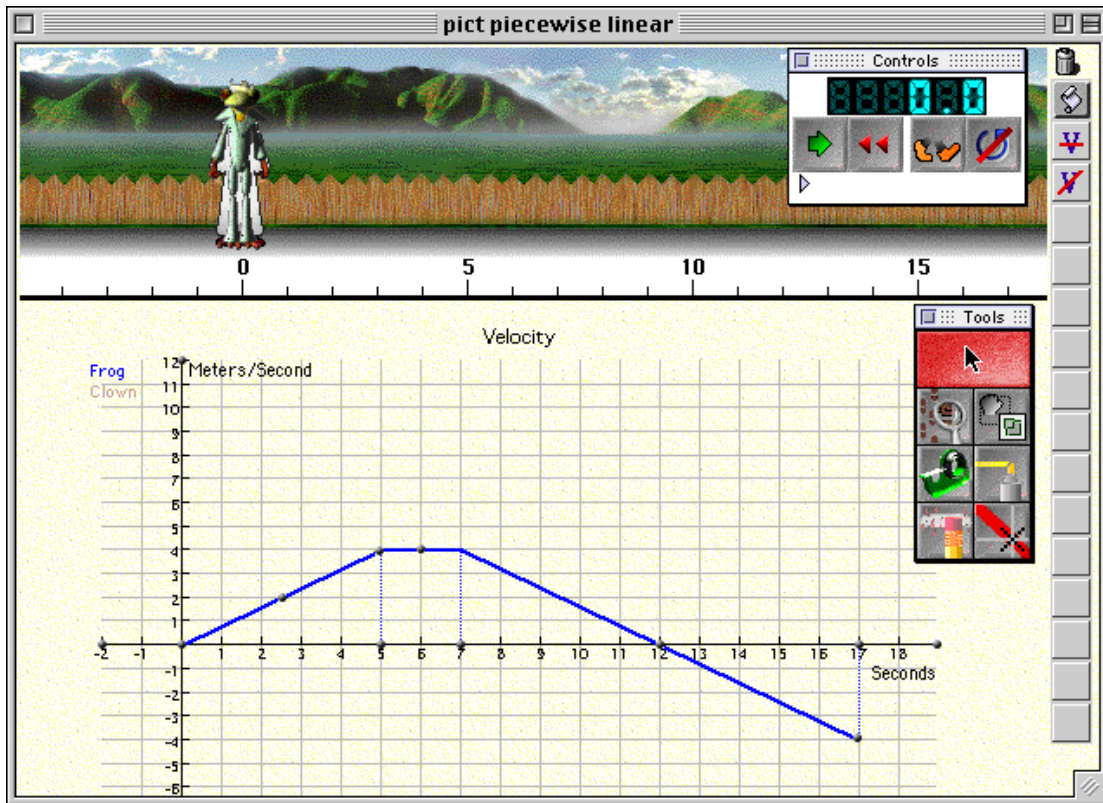 pict piecewise linear
Controls
0.0
0 5 10 15
Tools
Velocity
Frog
Clown
Meters/Second
12
11
10
9
8
7
6
5
4
3
2
1
-2 -1 1 2 3 4 5 6 7 8 9 10 11 12 13 14 15 16 17 18
Seconds
-1
-2
-3
-4
-5
-6
V
V